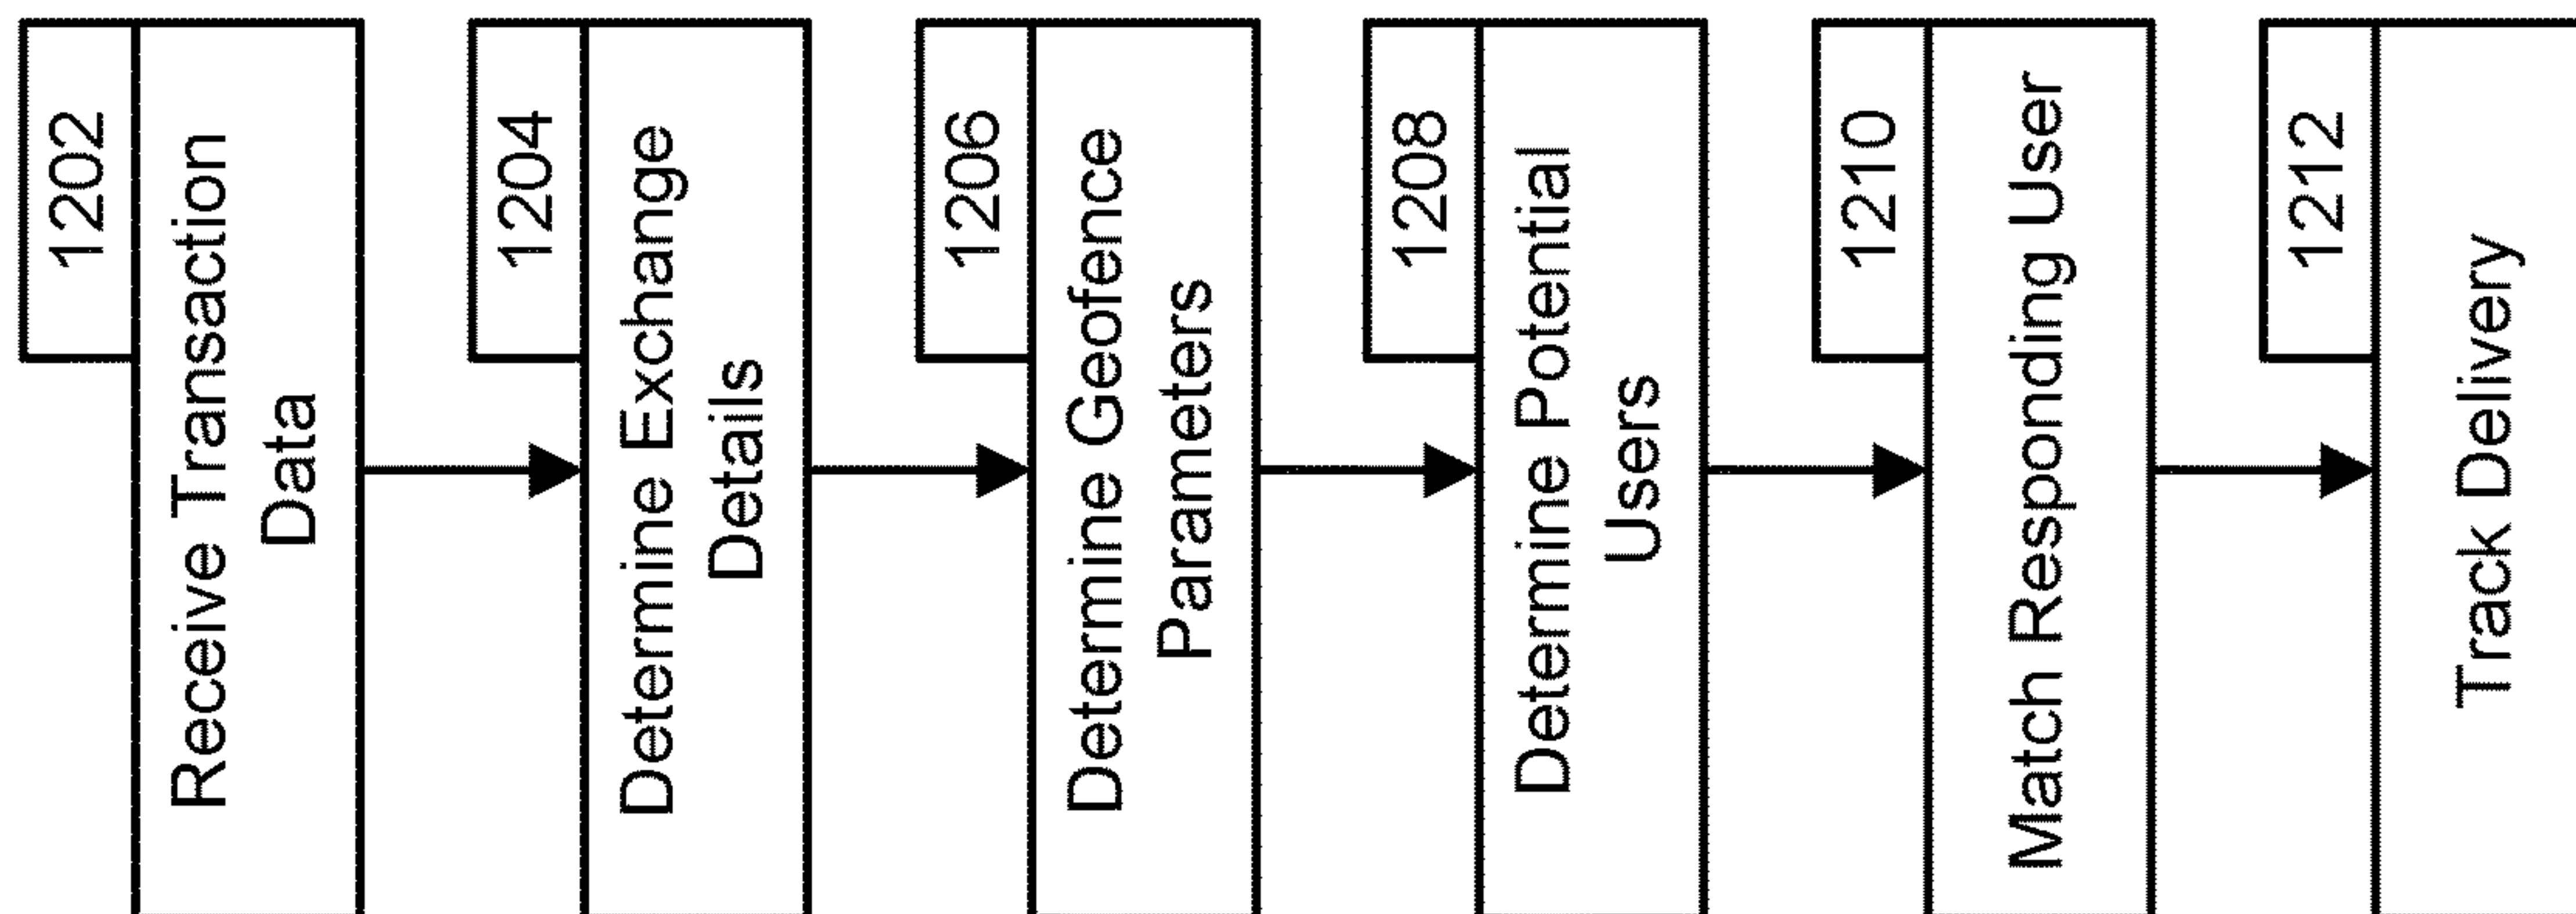 1202
Receive Transaction
Data
1204
Determine Exchange
Details
1206
Determine Geofence
Parameters
1208
Determine Potential
Users
1210
Match Responding User
1212
Track Delivery